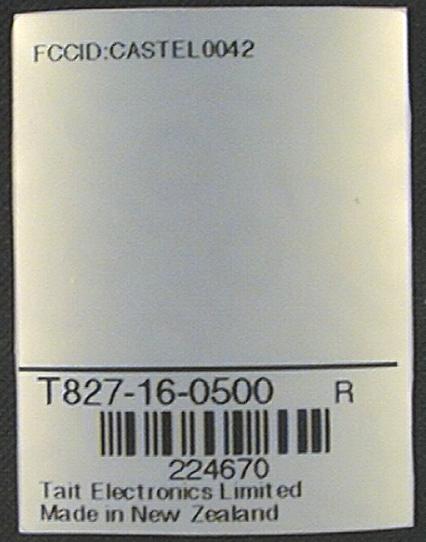 FCCID:CASTEL0042
T827-16-0500 R
224670
Tait Electronics Limited
Made in New Zealand